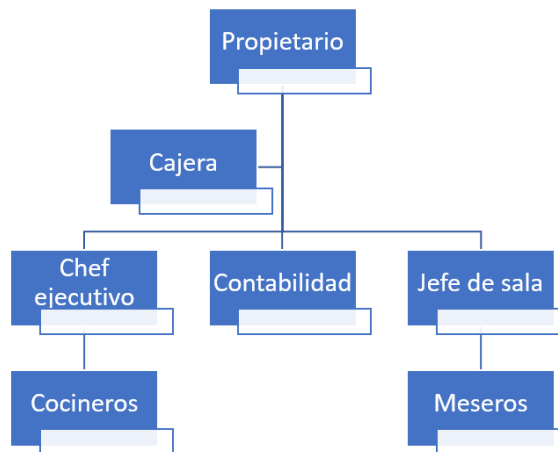 Propietario
Cajera
Chef
ejecutivo
Contabilidad
Jefe de sala
Cocineros
Meseros